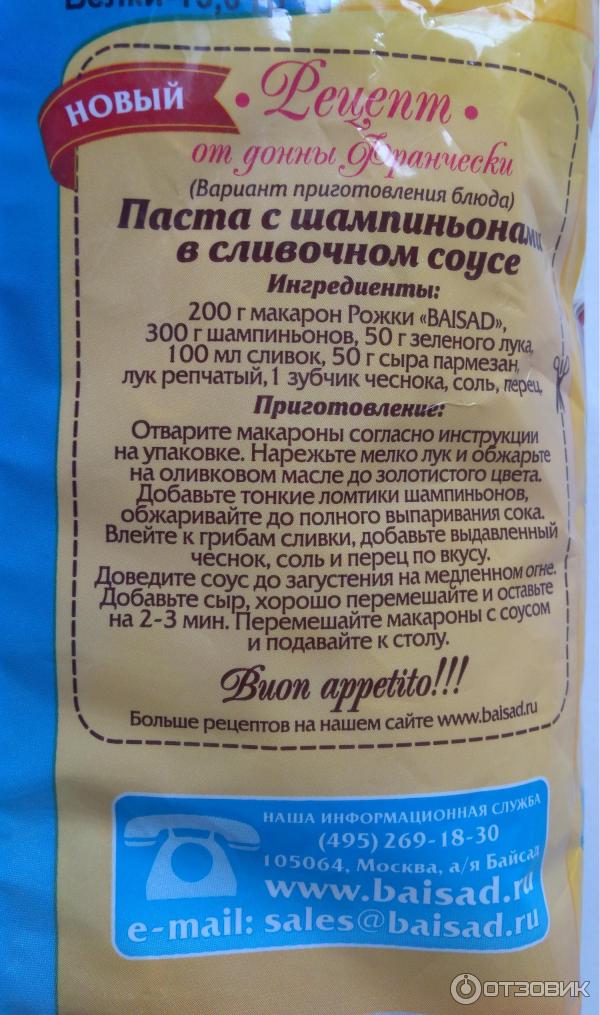 Белки-13,0
НОВЫЙ
• Рецепт •
от донны Франчески
(Вариант приготовления блюда)
Паста с шампиньонами
в сливочном соусе
Ингредиенты:
200 г макарон Рожки «BAISAD»,
300 г шампиньонов, 50 г зеленого лука,
100 мл сливок, 50 г сыра пармезан,
лук репчатый, 1 зубчик чеснока, соль, перец.
Приготовление:
Отварите макароны согласно инструкции
на упаковке. Нарежьте мелко лук и обжарьте
на оливковом масле до золотистого цвета.
Добавьте тонкие ломтики шампиньонов,
обжаривайте до полного выпаривания сока.
Влейте к грибам сливки, добавьте выдавленный
чеснок, соль и перец по вкусу.
Доведите соус до загустения на медленном огне.
Добавьте сыр, хорошо перемешайте и оставьте
на 2-3 мин. Перемешайте макароны с соусом
и подавайте к столу.
Buon appetito!!!
Больше рецептов на нашем сайте www.baisad.ru
НАША ИНФОРМАЦИОННАЯ СЛУЖБА
(495) 269-18-30
105064, Москва, а/я Байсад
www.baisad.ru
e-mail: sales@baisad.ru
ОТЗОВИК